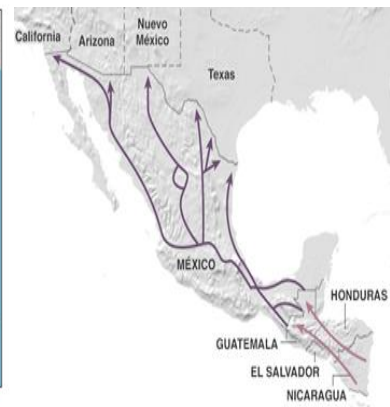 California
Arizona
Nuevo
México
Texas
MÉXICO
HONDURAS
GUATEMALA
EL SALVADOR
NICARAGUA